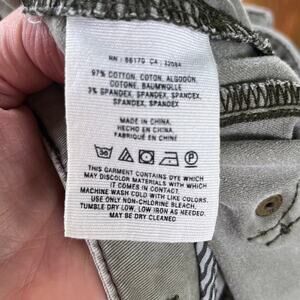 RN : 66170 CA : 32084
97% COTTON, COTON, ALGODÓN
COTONE, BAUMWOLLE
3% SPANDEX, SPANDEX, SPANDEX,
SPANDEX, SPANDEX
MADE IN CHINA
HECHO EN CHINA
FABRIQUÉ EN CHINE
THIS GARMENT CONTAINS DYE WHICH
MAY DISCOLOR MATERIALS WITH WHICH
IT COMES IN CONTACT.
MACHINE WASH COLD WITH LIKE COLORS.
USE ONLY NON-CHLORINE BLEACH.
TUMBLE DRY LOW, LOW IRON AS NEEDED
MAY BE DRY CLEANED